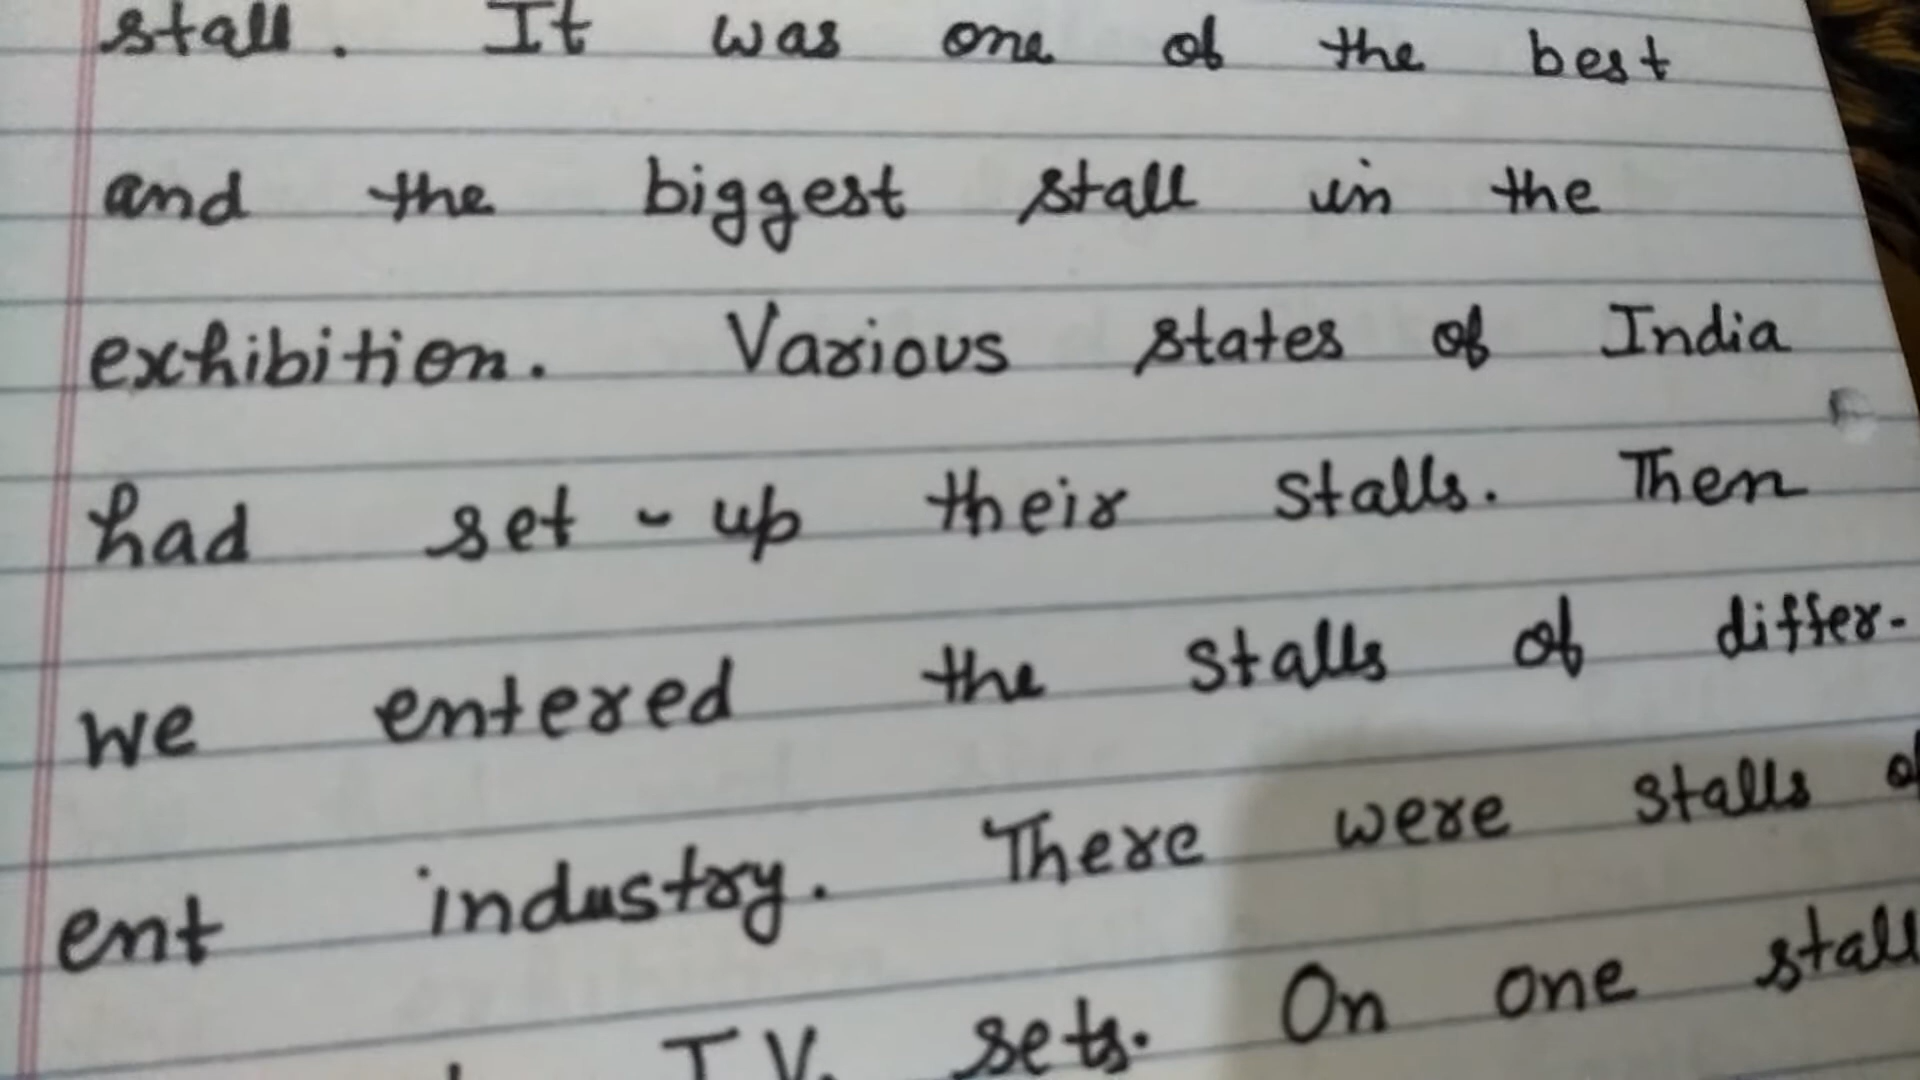 stall. It was one of the best
and the biggest stall in the
exhibition. Various states of India
had set-up their stalls. Then
we entered the stalls of differ-
ent industry. There were stalls of
T.V. sets. On one stall